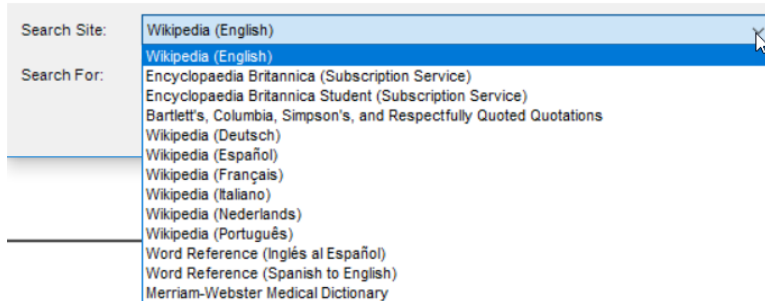 Search Site:
Wikipedia (English)
Wikipedia (English)
Search For:
Encyclopaedia Britannica (Subscription Service)
Encyclopaedia Britannica Student (Subscription Service)
Bartlett's, Columbia, Simpson's, and Respectfully Quoted Quotations
Wikipedia (Deutsch)
Wikipedia (Español)
Wikipedia (Français)
Wikipedia (Italiano)
Wikipedia (Nederlands)
Wikipedia (Português)
Word Reference (Inglés al Español)
Word Reference (Spanish to English)
Merriam-Webster Medical Dictionary